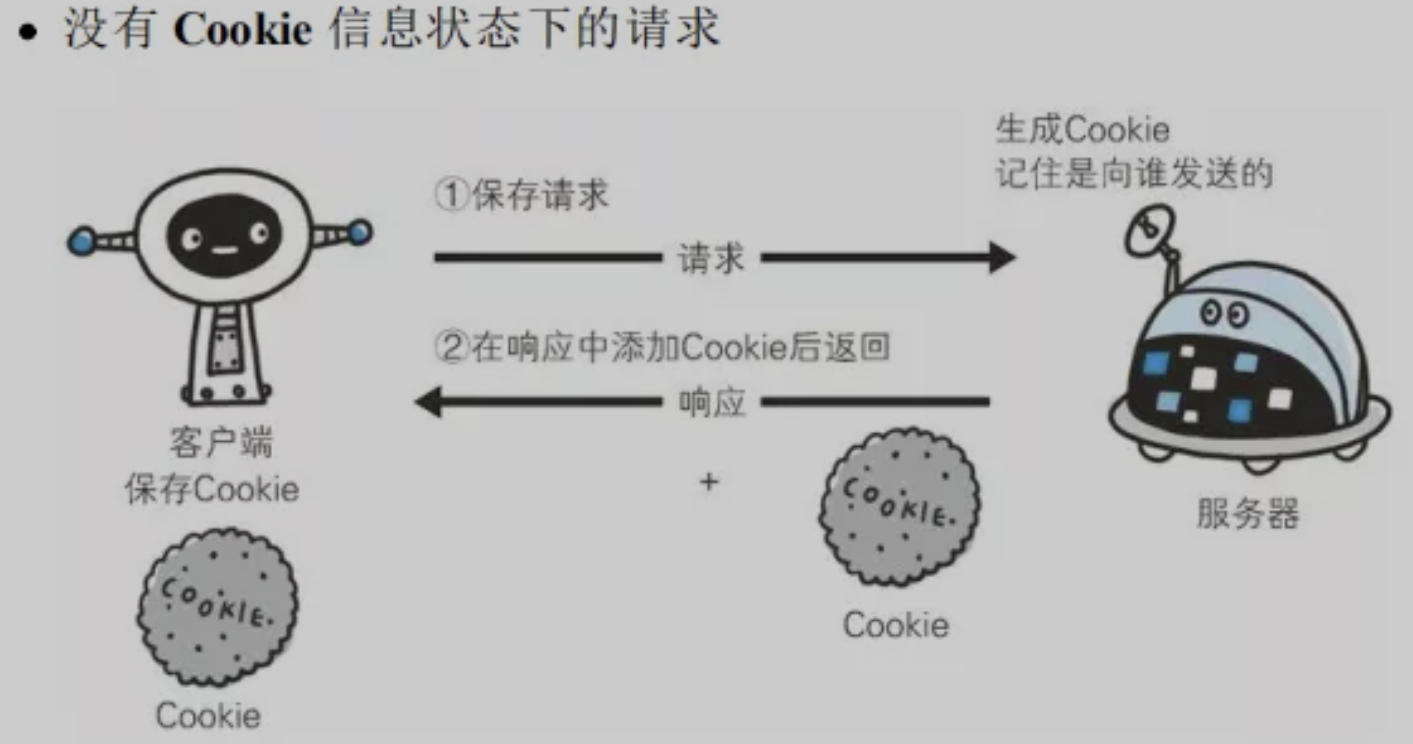 • 没有 Cookie 信息状态下的请求
生成Cookie
记住是向谁发送的
①保存请求
请求
②在响应中添加Cookie后返回
响应
客户端
保存Cookie
+
COOKIE
服务器
Cookie
COOKIE
Cookie